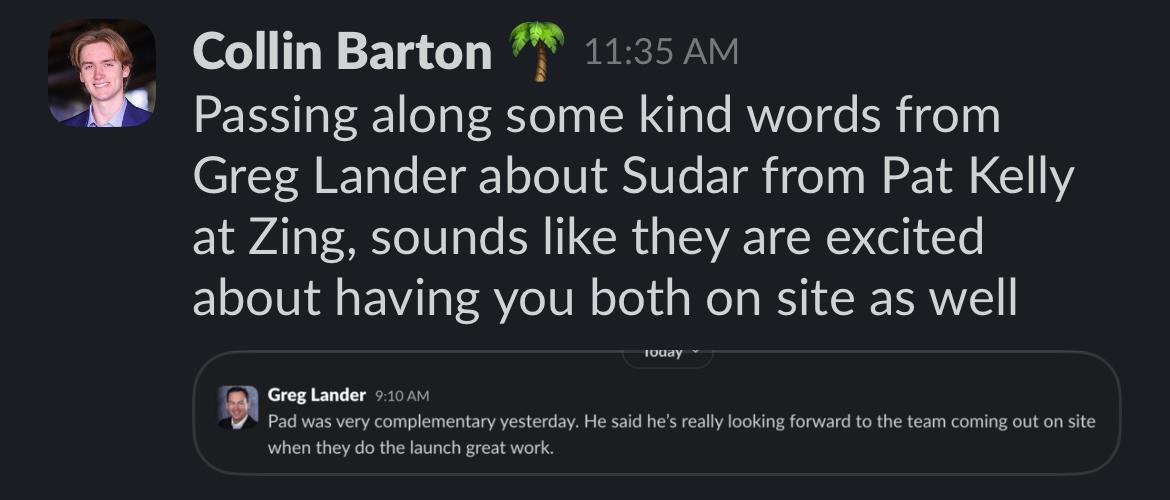 Collin Barton 🌴 11:35 AM
Passing along some kind words from
Greg Lander about Sudar from Pat Kelly
at Zing, sounds like they are excited
about having you both on site as well
Today
Greg Lander 9:10 AM
Pad was very complementary yesterday. He said he's really looking forward to the team coming out on site
when they do the launch great work.